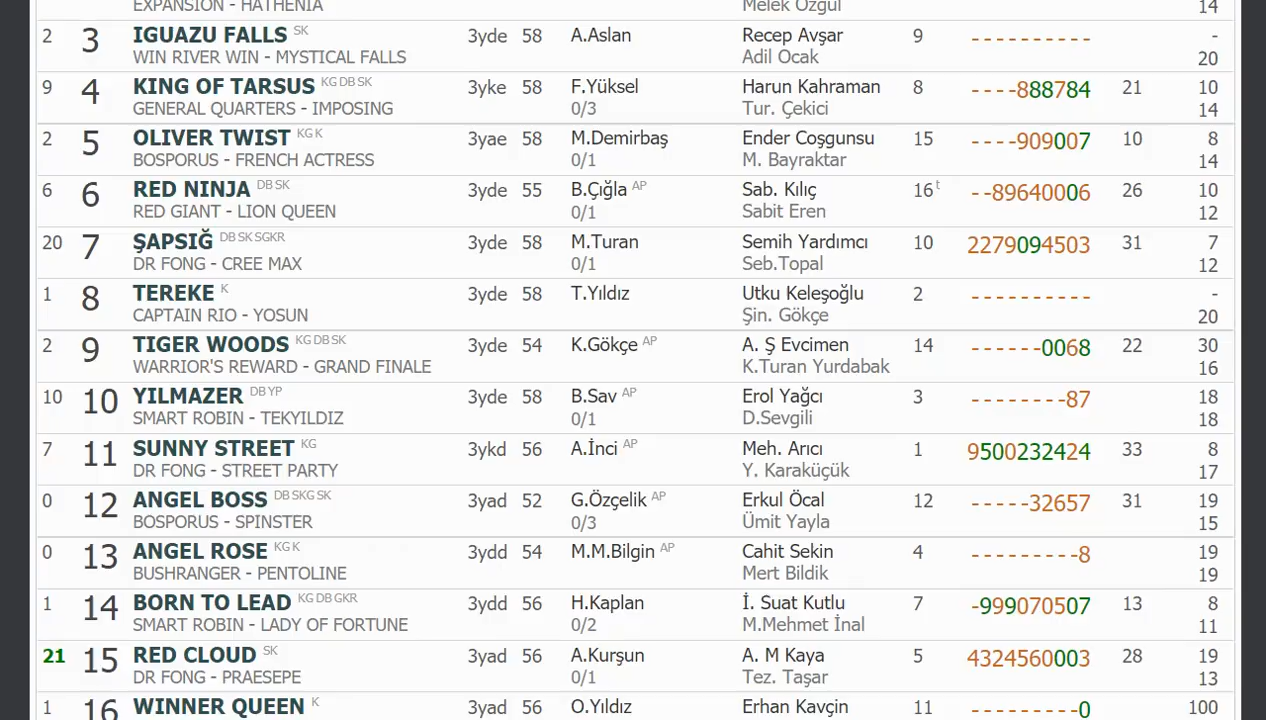 EXPANSION - HATHENIA Melek Özgül 14
2 3 IGUAZU FALLS SK 3yde 58 A.Aslan Recep Avşar 9 ---------- -
WIN RIVER WIN - MYSTICAL FALLS Adil Ocak 20
9 4 KING OF TARSUS KG DB SK 3yke 58 F.Yüksel Harun Kahraman 8 ----888784 21 10
GENERAL QUARTERS - IMPOSING 0/3 Tur. Çekici 14
2 5 OLIVER TWIST KG K 3yae 58 M.Demirbaş Ender Coşgunsu 15 ----909007 10 8
BOSPORUS - FRENCH ACTRESS 0/1 M. Bayraktar 14
6 6 RED NINJA DB SK 3yde 55 B.Çığla AP Sab. Kılıç 16 t --89640006 26 10
RED GIANT - LION QUEEN 0/1 Sabit Eren 12
20 7 ŞAPSIĞ DB SK SGKR 3yde 58 M.Turan Semih Yardımcı 10 2279094503 31 7
DR FONG - CREE MAX 0/1 Seb.Topal 12
1 8 TEREKE K 3yde 58 T.Yıldız Utku Keleşoğlu 2 ---------- -
CAPTAIN RIO - YOSUN Şin. Gökçe 20
2 9 TIGER WOODS KG DB SK 3yde 54 K.Gökçe AP A. Ş Evcimen 14 ------0068 22 30
WARRIOR'S REWARD - GRAND FINALE K.Turan Yurdabak 16
10 10 YILMAZER DB YP 3yde 58 B.Sav AP Erol Yağcı 3 --------87 18
SMART ROBIN - TEKYILDIZ 0/1 D.Sevgili 18
7 11 SUNNY STREET KG 3ykd 56 A.İnci AP Meh. Arıcı 1 9500232424 33 8
DR FONG - STREET PARTY Y. Karaküçük 17
0 12 ANGEL BOSS DB SKG SK 3yad 52 G.Özçelik AP Erkul Öcal 12 -----32657 31 19
BOSPORUS - SPINSTER 0/3 Ümit Yayla 15
0 13 ANGEL ROSE KG K 3ydd 54 M.M.Bilgin AP Cahit Sekin 4 ---------8 19
BUSHRANGER - PENTOLINE Mert Bildik 19
1 14 BORN TO LEAD KG DB GKR 3ydd 56 H.Kaplan İ. Suat Kutlu 7 -999070507 13 8
SMART ROBIN - LADY OF FORTUNE 0/2 M.Mehmet İnal 11
21 15 RED CLOUD SK 3yad 56 A.Kurşun A. M Kaya 5 4324560003 28 19
DR FONG - PRAESEPE 0/1 Tez. Taşar 13
1 16 WINNER QUEEN K 3yad 56 O.Yıldız Erhan Kavçin 11 ---------0 100